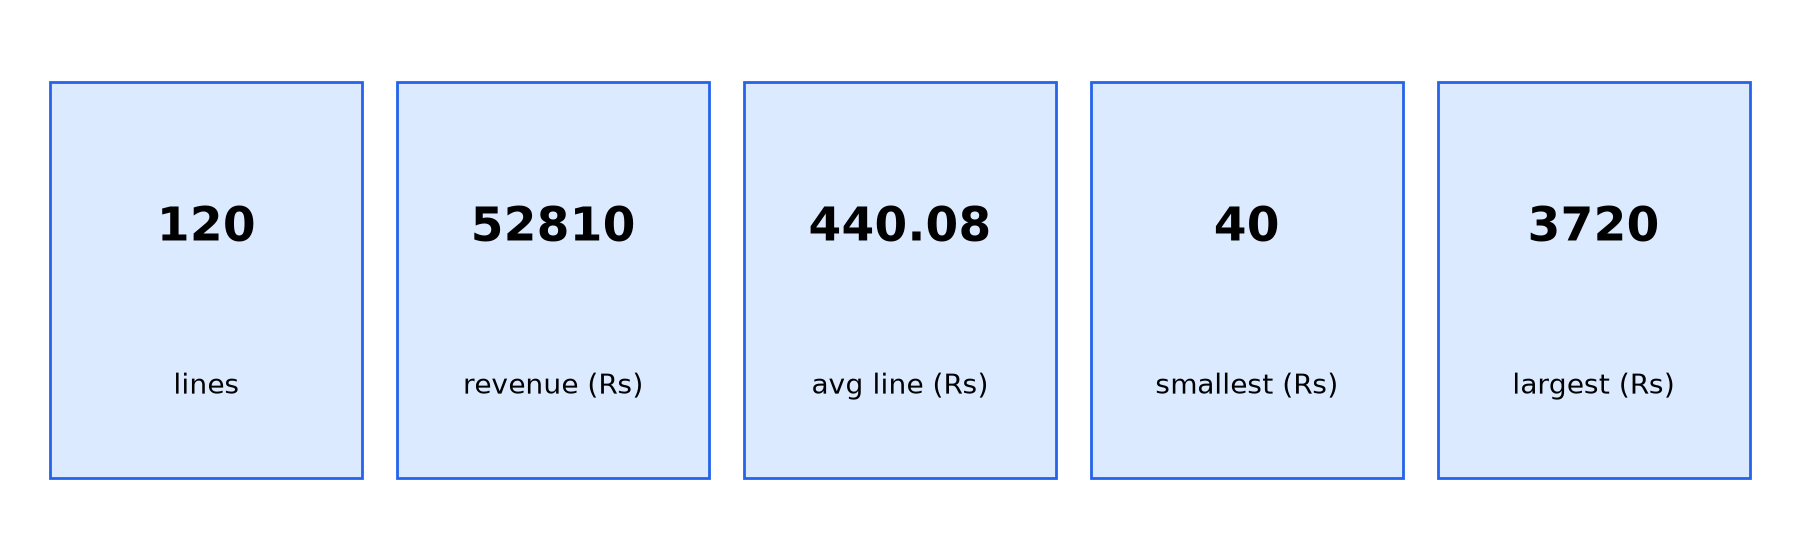 120
lines
52810
revenue (Rs)
440.08
avg line (Rs)
40
smallest (Rs)
3720
largest (Rs)